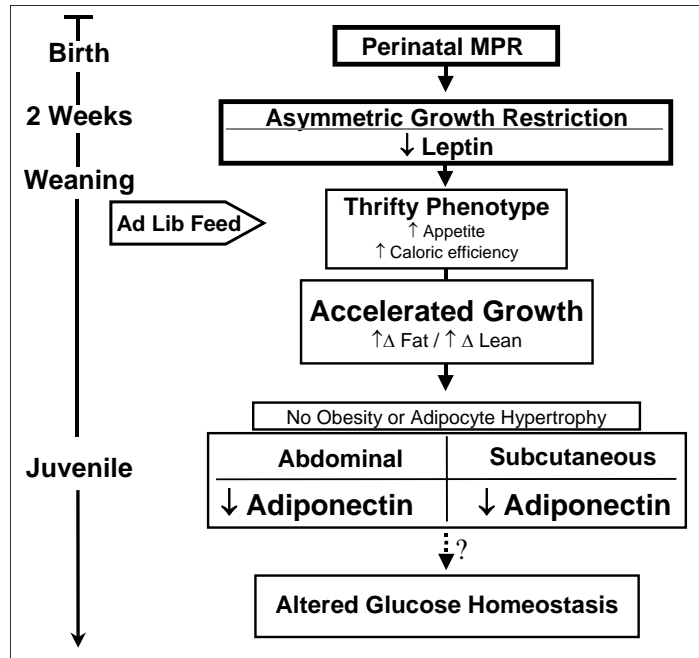 Birth
Perinatal MPR
2 Weeks
Asymmetric Growth Restriction
↓ Leptin
Weaning
Ad Lib Feed
Thrifty Phenotype
↑ Appetite
↑ Caloric efficiency
Accelerated Growth
↑Δ Fat / ↑ Δ Lean
No Obesity or Adipocyte Hypertrophy
Juvenile
Abdominal
Subcutaneous
↓ Adiponectin
↓ Adiponectin
?
Altered Glucose Homeostasis